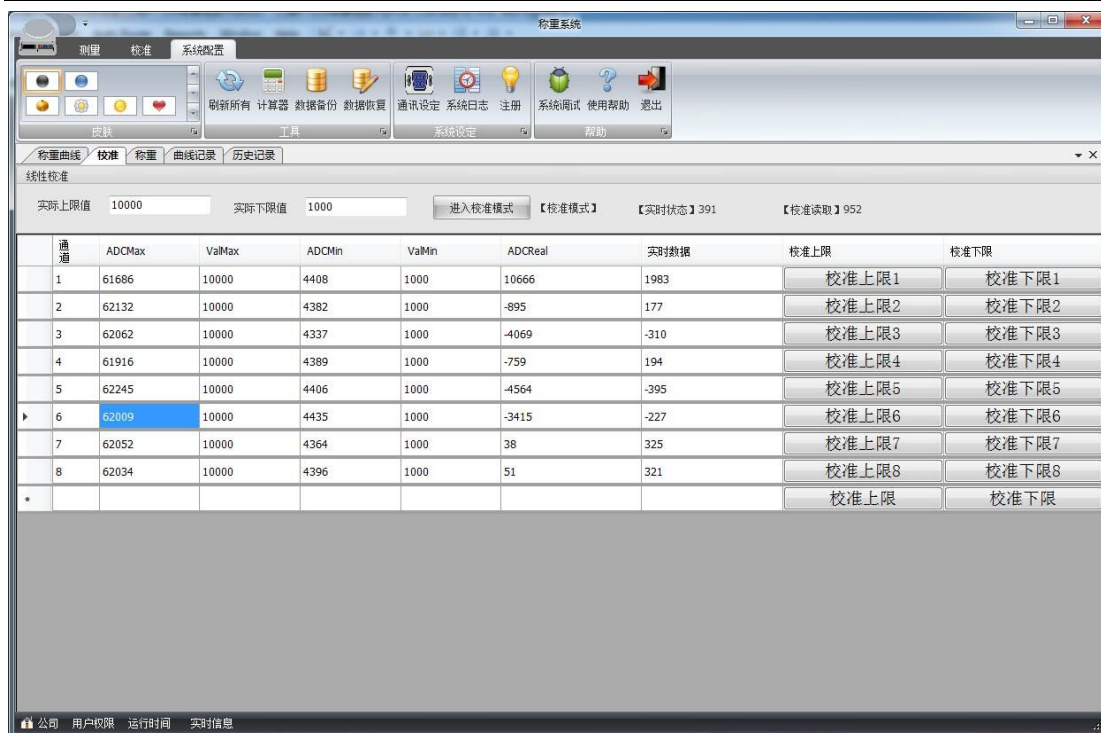 称重系统
测里 校准 系统配置
刷新所有 计算器 数据备份 数据恢复 通讯设定 系统日志 注册 系统调试 使用帮助 退出
皮肤 工具 系统设定 帮助
称重曲线 校准 称重 曲线记录 历史记录
线性校准
实际上限值 10000 实际下限值 1000 进入校准模式 【校准模式】 【实时状态】391 【校准读取】952
通道 ADCMax ValMax ADCMin ValMin ADCReal 实时数据 校准上限 校准下限
1 61686 10000 4408 1000 10666 1983 校准上限1 校准下限1
2 62132 10000 4382 1000 -895 177 校准上限2 校准下限2
3 62062 10000 4337 1000 -4069 -310 校准上限3 校准下限3
4 61916 10000 4389 1000 -759 194 校准上限4 校准下限4
5 62245 10000 4406 1000 -4564 -395 校准上限5 校准下限5
6 62009 10000 4435 1000 -3415 -227 校准上限6 校准下限6
7 62052 10000 4364 1000 38 325 校准上限7 校准下限7
8 62034 10000 4396 1000 51 321 校准上限8 校准下限8
校准上限 校准下限
公司 用户权限 运行时间 实时信息